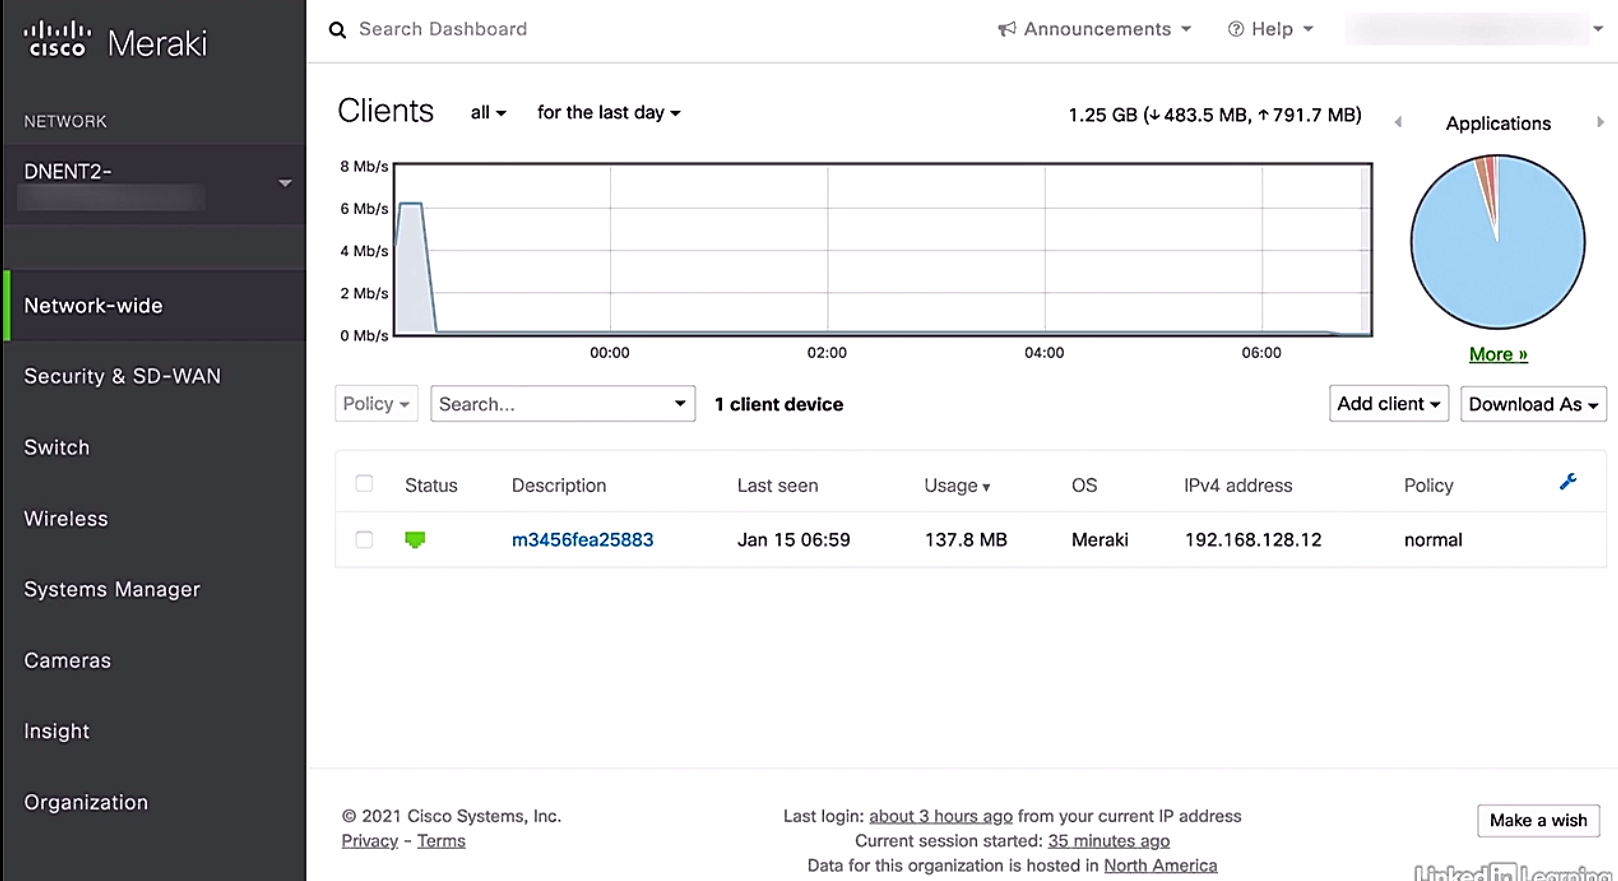 cisco Meraki
Search Dashboard
Announcements
Help
NETWORK
DNENT2-
Network-wide
Security & SD-WAN
Switch
Wireless
Systems Manager
Cameras
Insight
Organization
Clients all for the last day
1.25 GB (↓ 483.5 MB, ↑ 791.7 MB)
Applications
8 Mb/s
6 Mb/s
4 Mb/s
2 Mb/s
0 Mb/s
00:00 02:00 04:00 06:00
More »
Policy Search... 1 client device Add client Download As
Status Description Last seen Usage ▾ OS IPv4 address Policy
m3456fea25883 Jan 15 06:59 137.8 MB Meraki 192.168.128.12 normal
© 2021 Cisco Systems, Inc.
Privacy - Terms
Last login: about 3 hours ago from your current IP address
Current session started: 35 minutes ago
Data for this organization is hosted in North America
Make a wish
Linked in Learning